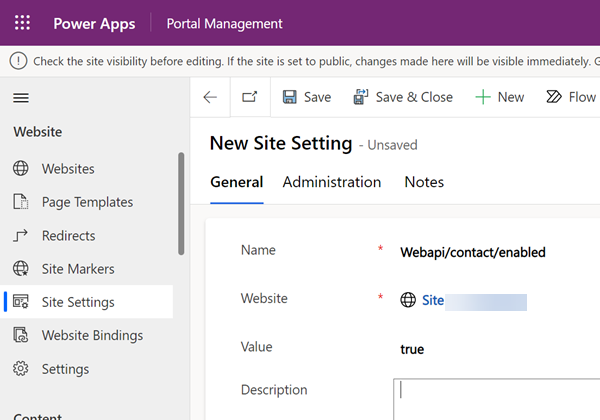 Power Apps Portal Management
Check the site visibility before editing. If the site is set to public, changes made here will be visible immediately. G
Save Save & Close New Flow
Website
New Site Setting - Unsaved
Websites
General Administration Notes
Page Templates
Redirects
Name * Webapi/contact/enabled
Site Markers
Site Settings
Website * Site
Website Bindings
Value true
Settings
Description
Content